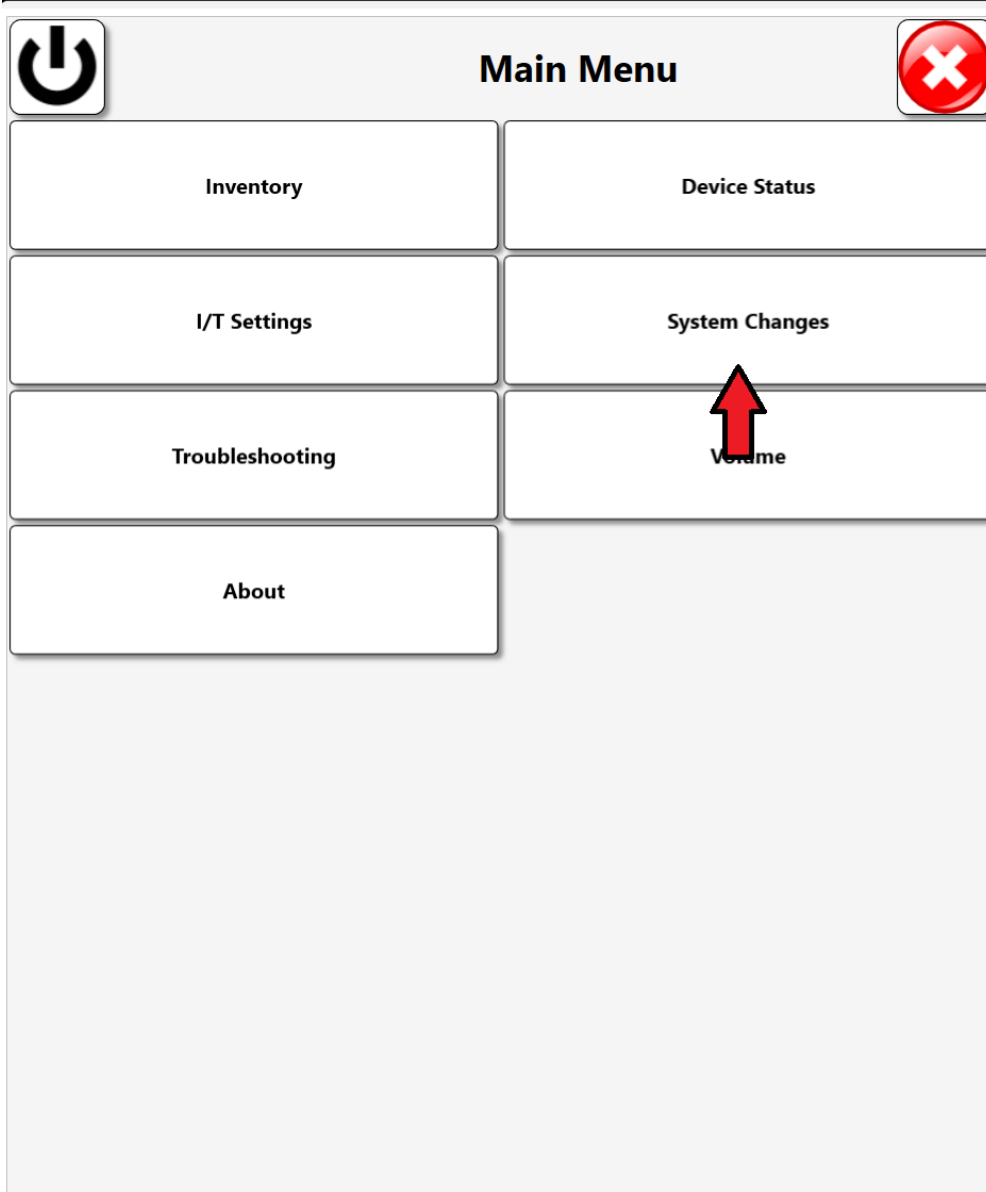 Main Menu
Inventory
Device Status
I/T Settings
System Changes
Troubleshooting
Volume
About